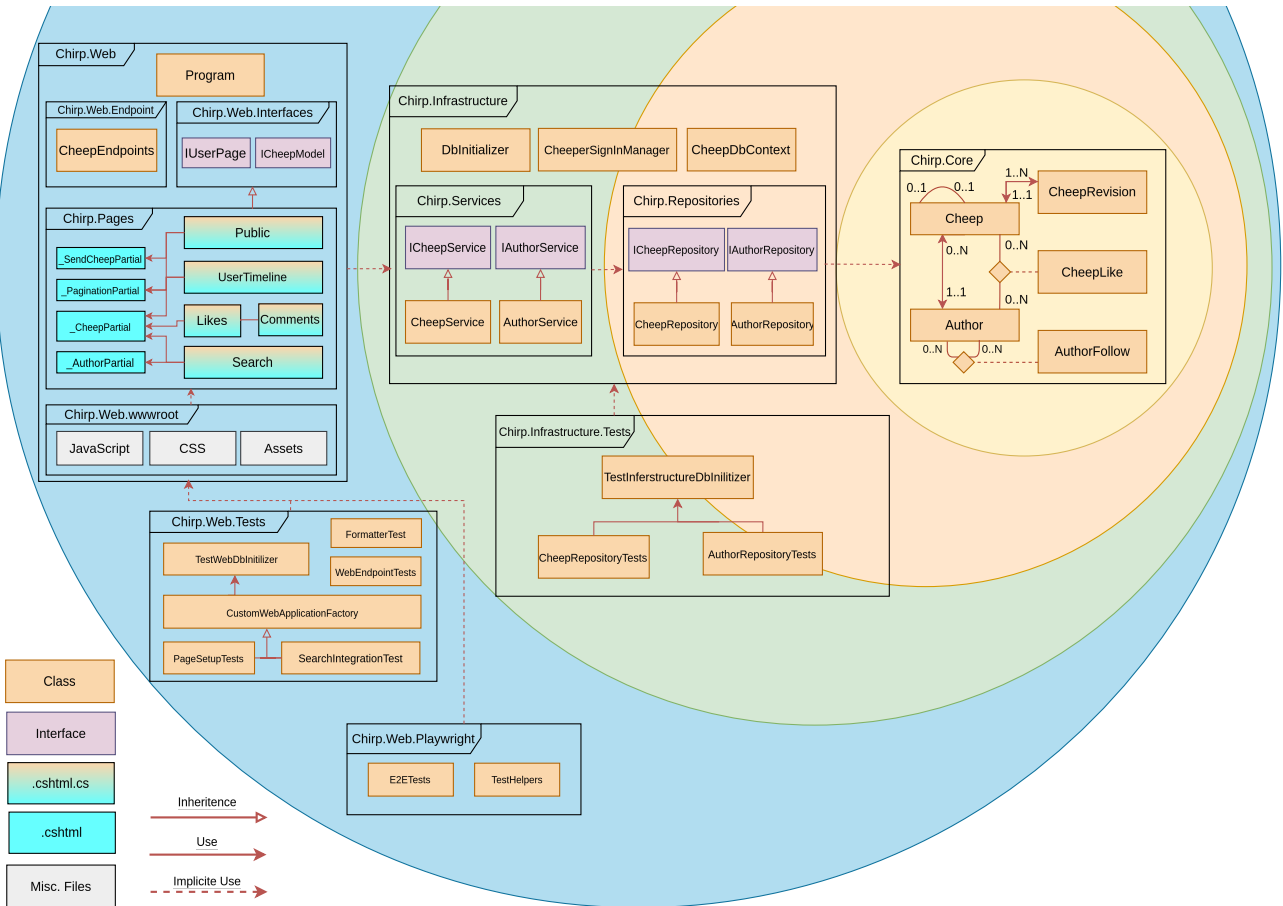 Chirp.Web
Program
Chirp.Web.Endpoint
CheepEndpoints
Chirp.Web.Interfaces
IUserPage
ICheepModel
Chirp.Pages
Public
_SendCheepPartial
UserTimeline
_PaginationPartial
Likes
Comments
_CheepPartial
Search
_AuthorPartial
Chirp.Web.wwwroot
JavaScript
CSS
Assets
Chirp.Infrastructure
DbInitializer
CheeperSignInManager
CheepDbContext
Chirp.Services
ICheepService
IAuthorService
CheepService
AuthorService
Chirp.Repositories
ICheepRepository
IAuthorRepository
CheepRepository
AuthorRepository
Chirp.Core
0..1
0..1
1..N
1..1
CheepRevision
Cheep
0..N
0..N
CheepLike
1..1
0..N
Author
0..N
0..N
AuthorFollow
Chirp.Infrastructure.Tests
TestInferstructureDbInilitizer
CheepRepositoryTests
AuthorRepositoryTests
Chirp.Web.Tests
FormatterTest
TestWebDbInitilizer
WebEndpointTests
CustomWebApplicationFactory
PageSetupTests
SearchIntegrationTest
Chirp.Web.Playwright
E2ETests
TestHelpers
Class
Interface
.cshtml.cs
.cshtml
Misc. Files
Inheritence
Use
Implicite Use